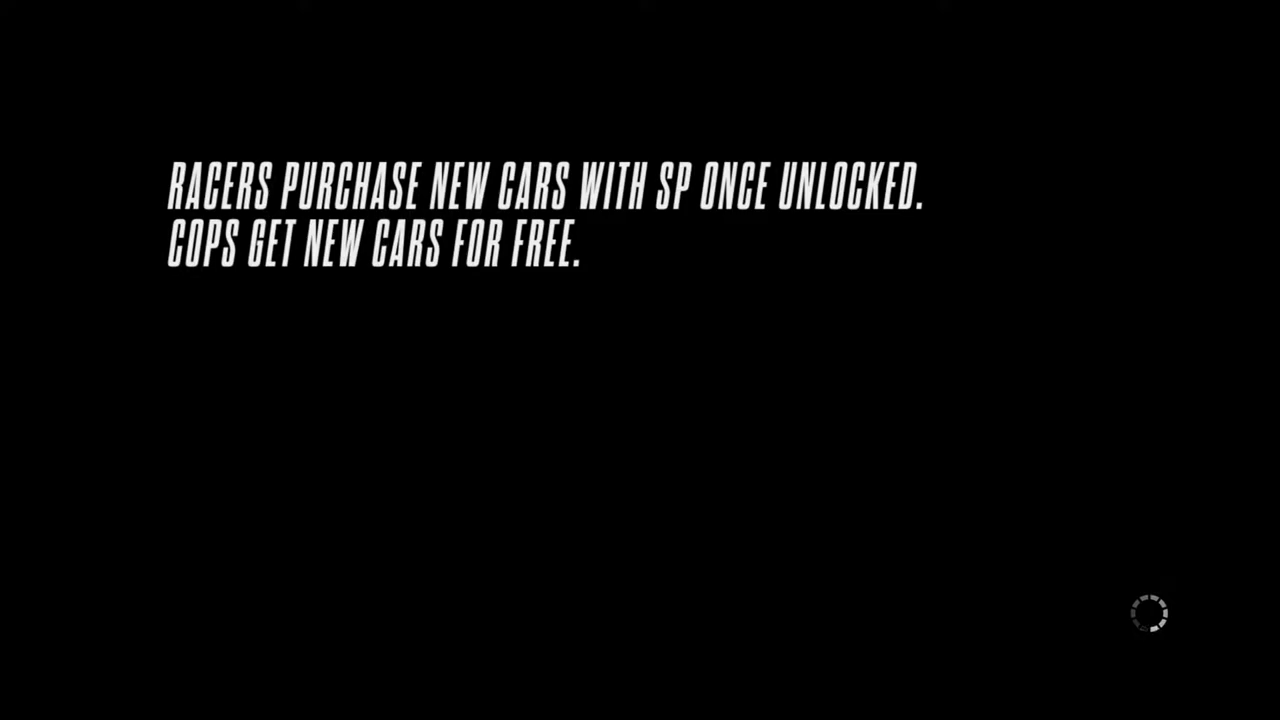 RACERS PURCHASE NEW CARS WITH SP ONCE UNLOCKED.
COPS GET NEW CARS FOR FREE.